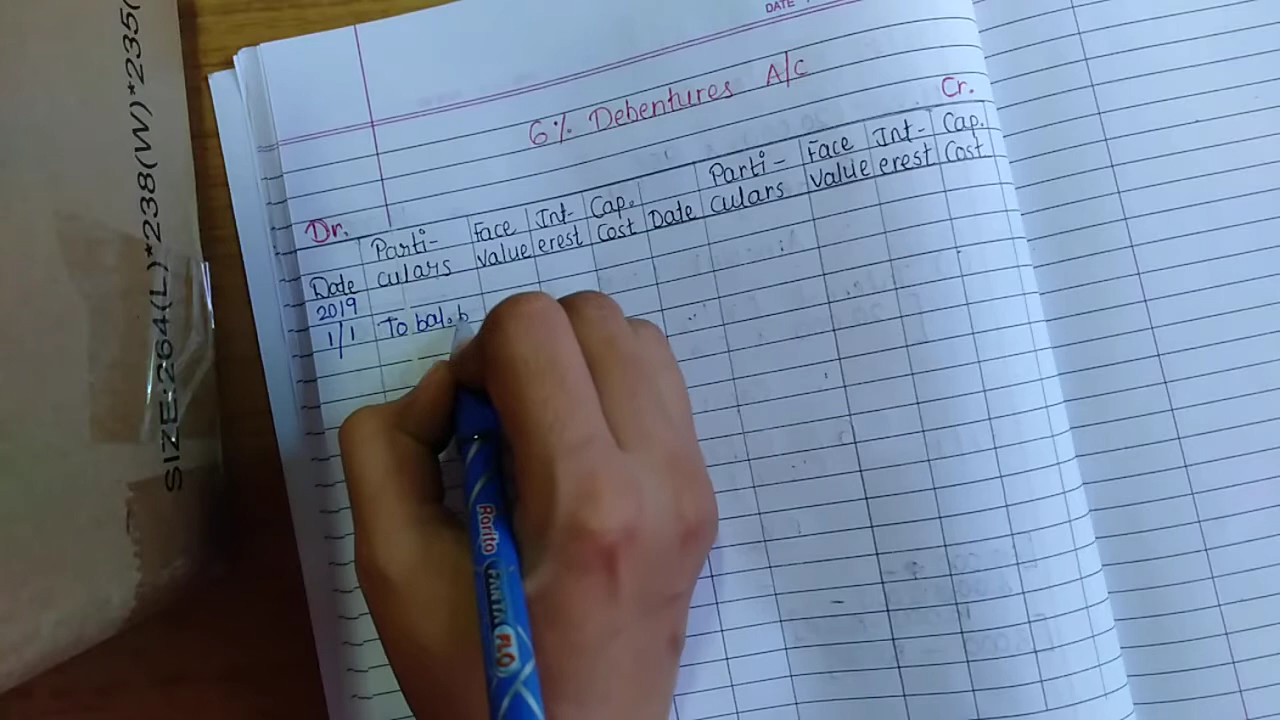 DATE
6% Debentures A/c
Dr.
Cr.
Date
Parti-
culars
Face
Value
Int-
erest
Cap.
Cost
Date
Parti-
culars
Face
Value
Int-
erest
Cap.
Cost
2019
1/1 To bal. b
SIZE:264(L)*238(W)*235(
Rorito
FLO